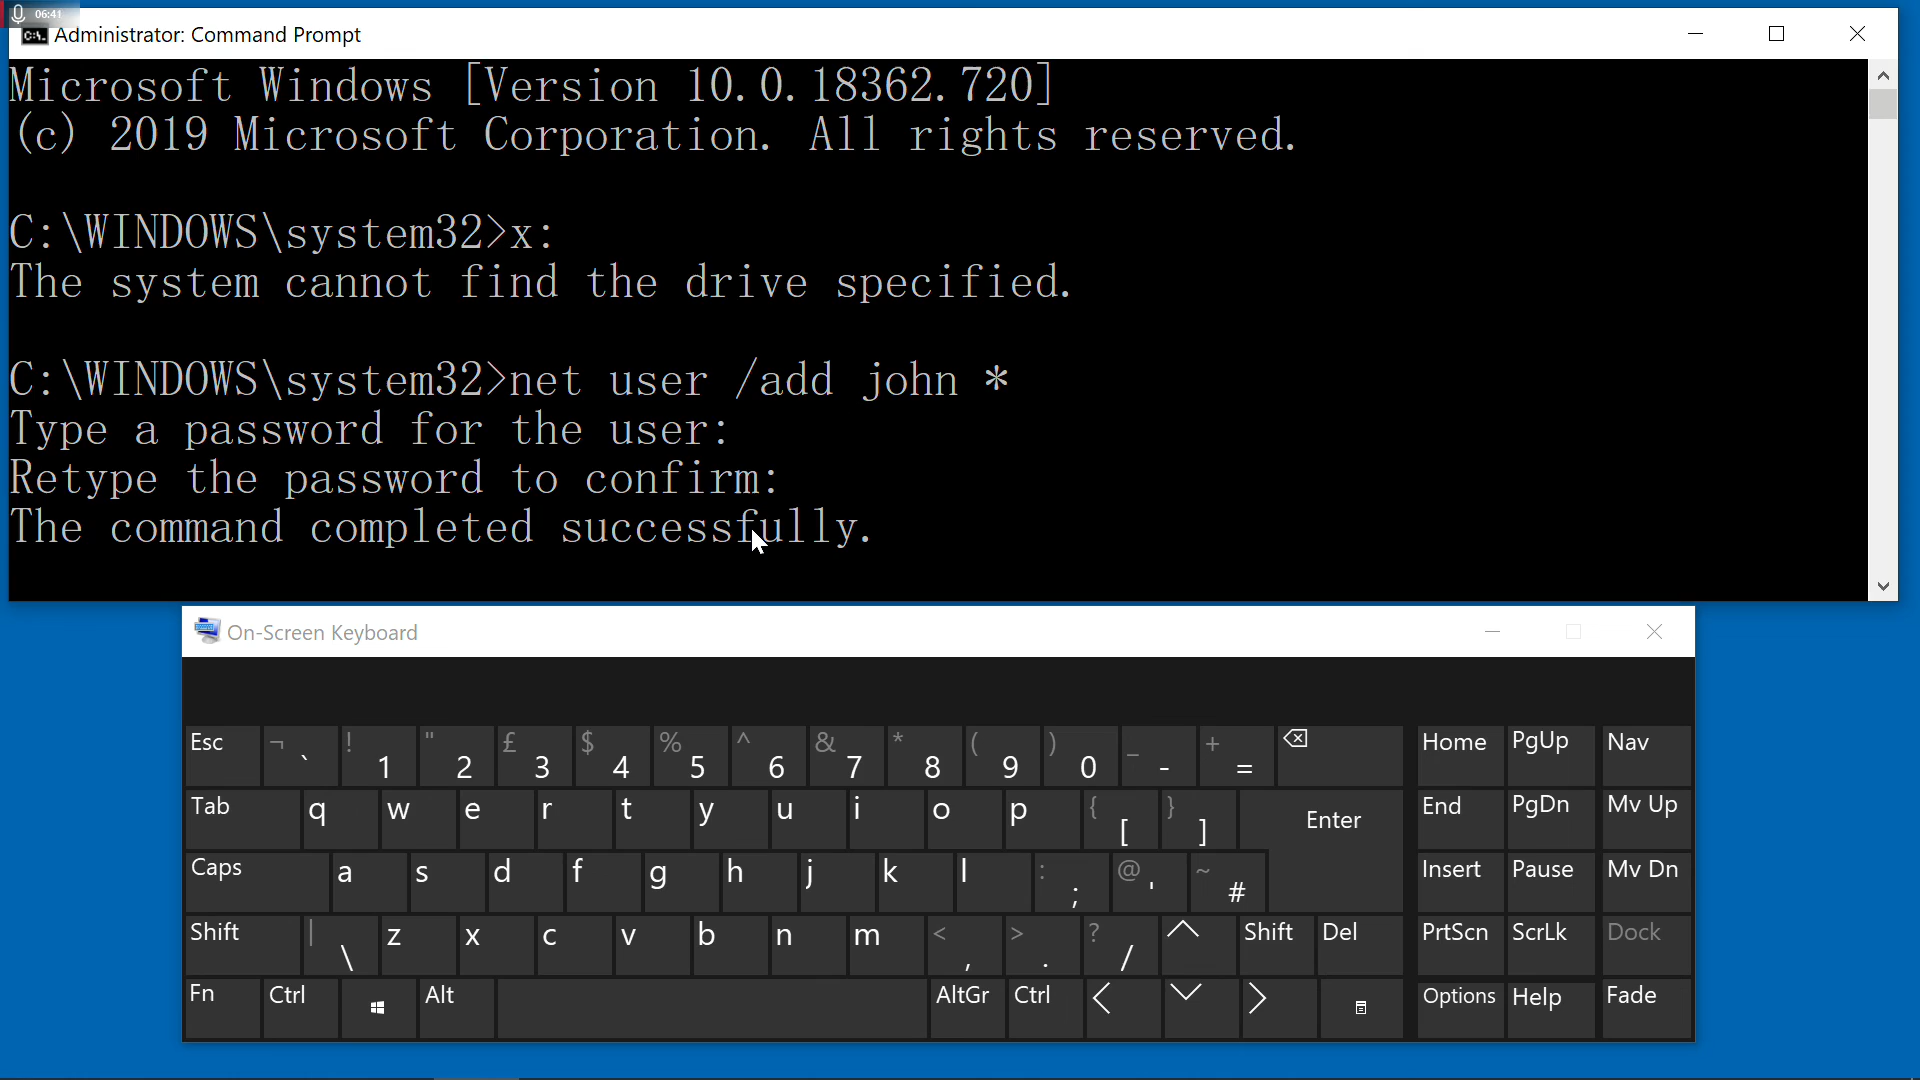 06:41
Administrator: Command Prompt
Microsoft Windows [Version 10.0.18362.720]
(c) 2019 Microsoft Corporation. All rights reserved.
C:\WINDOWS\system32>x:
The system cannot find the drive specified.
C:\WINDOWS\system32>net user /add john *
Type a password for the user:
Retype the password to confirm:
The command completed successfully.
On-Screen Keyboard
Esc ¬ ` ! 1 " 2 £ 3 $ 4 % 5 ^ 6 & 7 * 8 ( 9 ) 0 _ - + = Home PgUp Nav
Tab q w e r t y u i o p { [ } ] Enter End PgDn Mv Up
Caps a s d f g h j k l : ; @ ' ~ # Insert Pause Mv Dn
Shift | \ z x c v b n m < , > . ? / Shift Del PrtScn ScrLk Dock
Fn Ctrl Alt AltGr Ctrl Options Help Fade